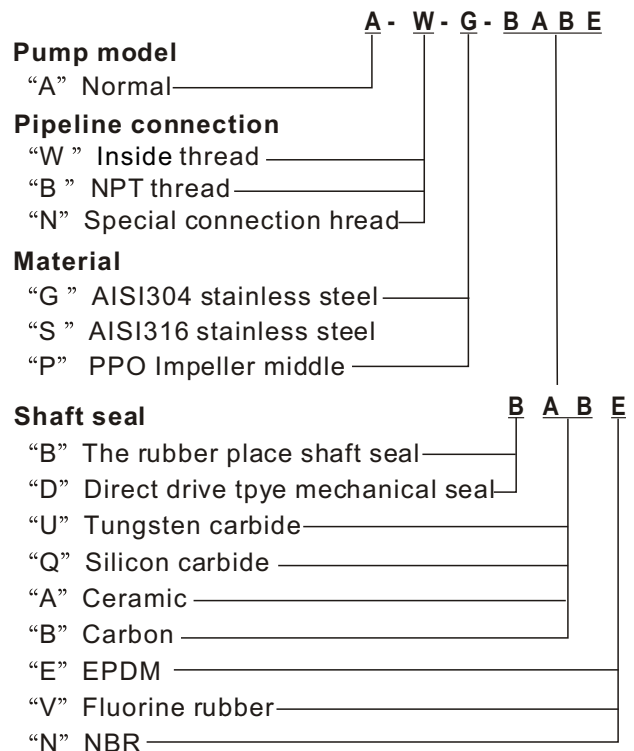 A - W - G - B A B E
Pump model
“A” Normal
Pipeline connection
“W ” Inside thread
“B ” NPT thread
“N” Special connection hread
Material
“G ” AISI304 stainless steel
“S ” AISI316 stainless steel
“P” PPO Impeller middle
B A B E
Shaft seal
“B” The rubber place shaft seal
“D” Direct drive tpye mechanical seal
“U” Tungsten carbide
“Q” Silicon carbide
“A” Ceramic
“B” Carbon
“E” EPDM
“V” Fluorine rubber
“N” NBR